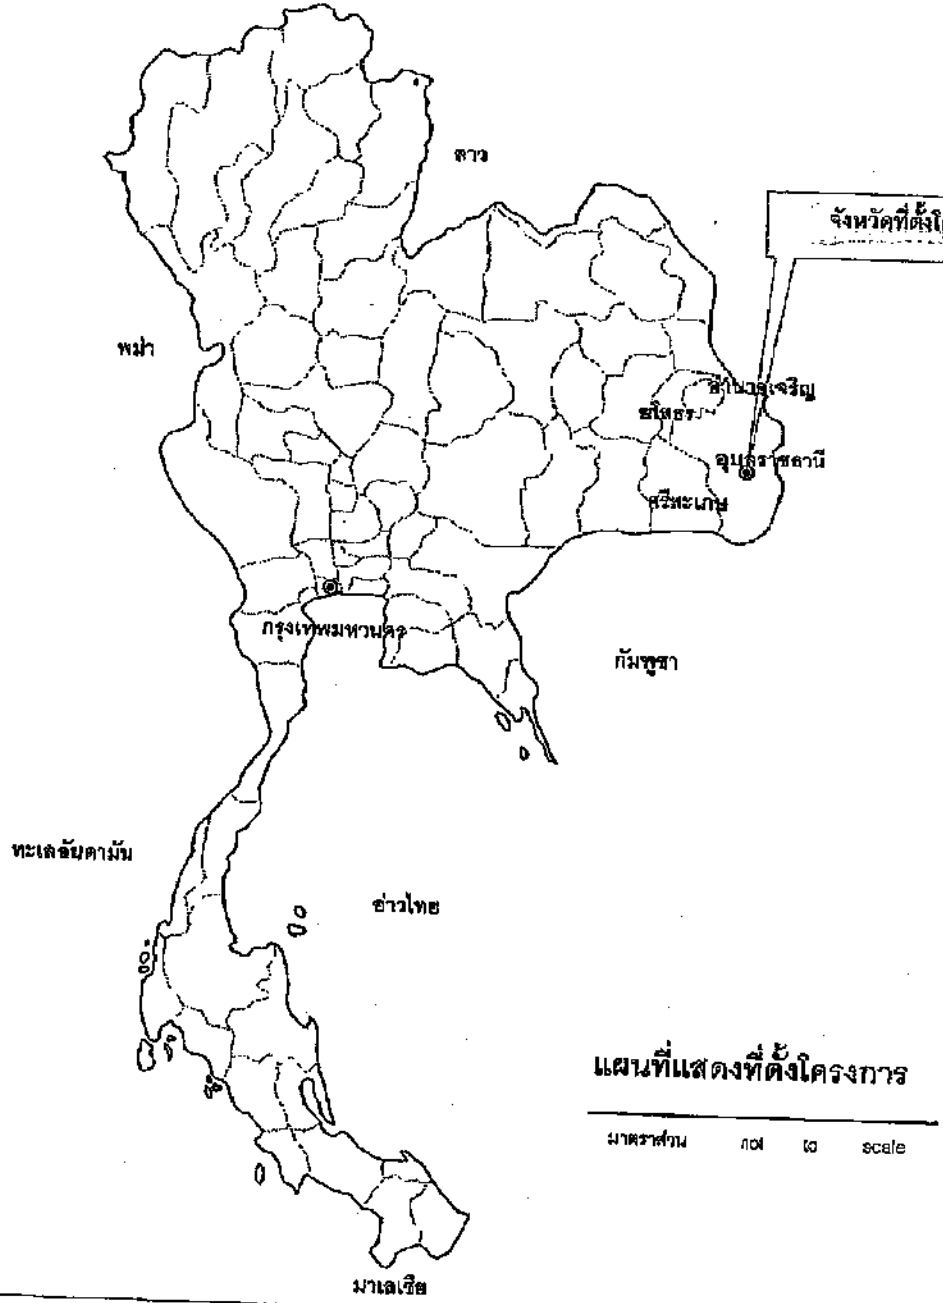 ลาว
จังหวัดที่ตั้งโ
พม่า
อำนาจเจริญ
ยโสธร
อุบลราชธานี
ศรีสะเกษ
กรุงเทพมหานคร
กัมพูชา
ทะเลอันดามัน
อ่าวไทย
แผนที่แสดงที่ตั้งโครงการ
มาตราส่วน not to scale
มาเลเซีย